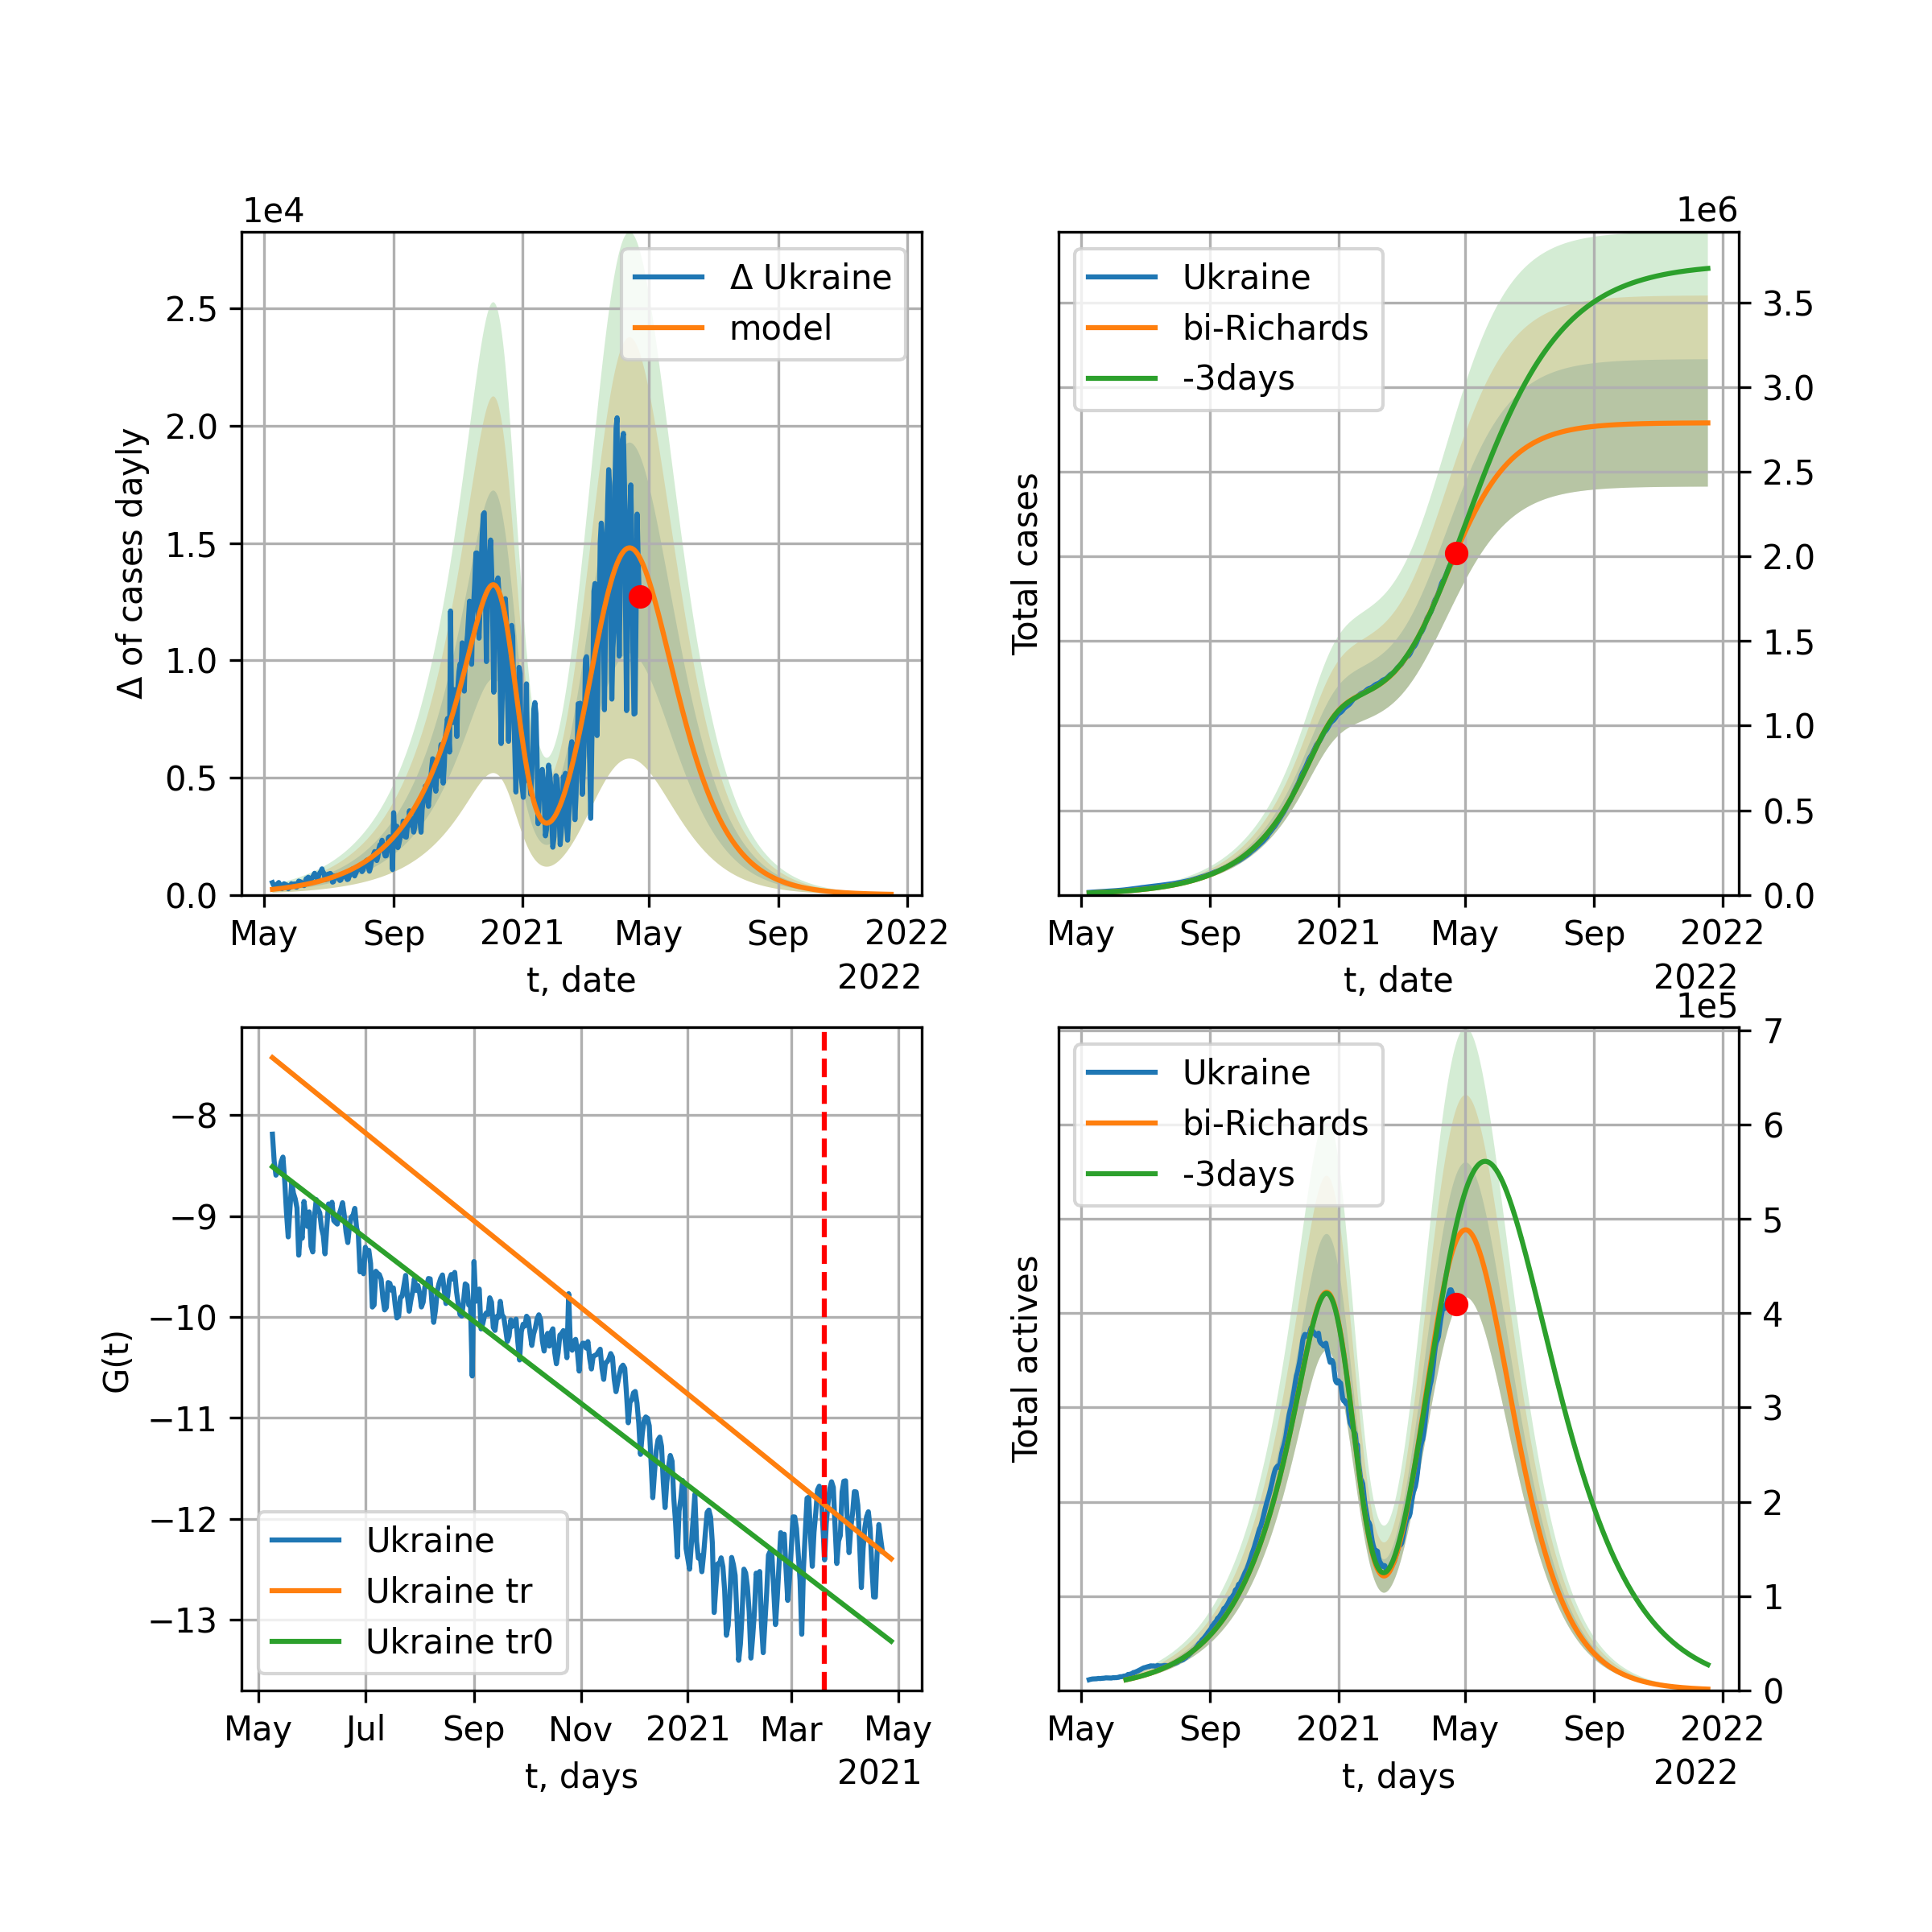 1e4
2.5
2.0
1.5
1.0
0.5
0.0
Δ of cases dayly
Δ Ukraine
model
May Sep 2021 May Sep 2022
t, date
2022
1e6
3.5
3.0
2.5
2.0
1.5
1.0
0.5
0.0
Total cases
Ukraine
bi-Richards
-3days
May Sep 2021 May Sep 2022
t, date
2022
−8
−9
−10
−11
−12
−13
G(t)
Ukraine
Ukraine tr
Ukraine tr0
May Jul Sep Nov 2021 Mar May
t, days
2021
1e5
7
6
5
4
3
2
1
0
Total actives
Ukraine
bi-Richards
-3days
May Sep 2021 May Sep 2022
t, days
2022